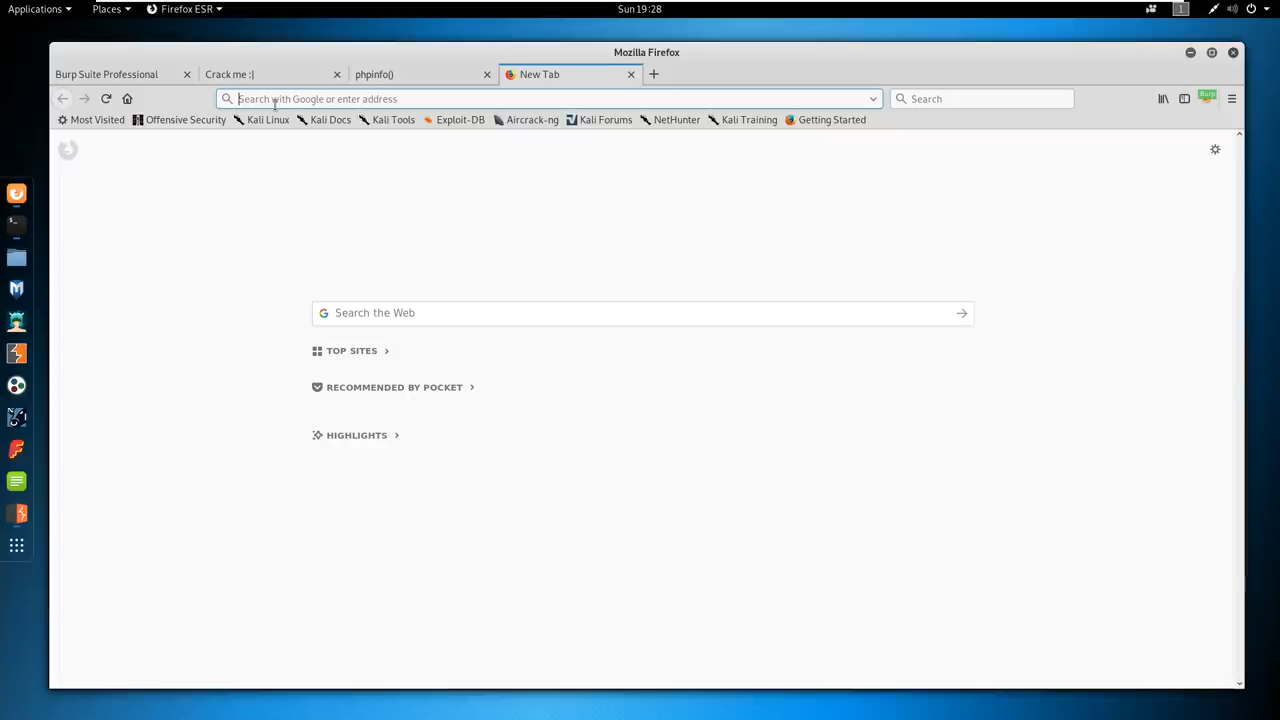 Applications Places Firefox ESR Sun 19:28 1
Mozilla Firefox
Burp Suite Professional Crack me :| phpinfo() New Tab
Search with Google or enter address Search Burp
Most Visited Offensive Security Kali Linux Kali Docs Kali Tools Exploit-DB Aircrack-ng Kali Forums NetHunter Kali Training Getting Started
Search the Web
TOP SITES
RECOMMENDED BY POCKET
HIGHLIGHTS